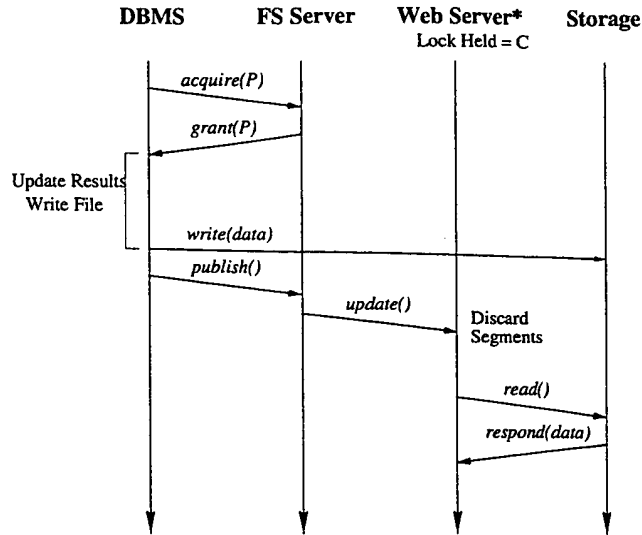 DBMS FS Server Web Server* Storage
Lock Held = C
acquire(P)
grant(P)
Update Results
Write File
write(data)
publish()
update()
Discard
Segments
read()
respond(data)